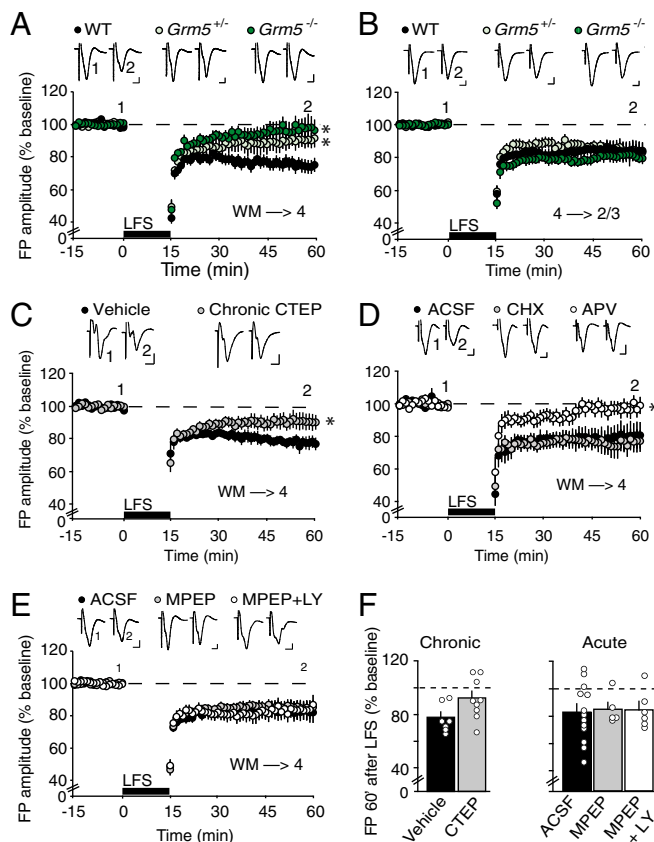 A
WT Grm5+/- Grm5-/-
1 2
FP amplitude (% baseline)
120
100
80
60
40
0
1 2
*
*
LFS
WM —> 4
-15 0 15 30 45 60
Time (min)
B
WT Grm5+/- Grm5-/-
1 2
120
100
80
60
40
0
1 2
LFS
4 —> 2/3
-15 0 15 30 45 60
Time (min)
C
Vehicle Chronic CTEP
1 2
FP amplitude (% baseline)
120
100
80
60
40
0
1 2
*
LFS
WM —> 4
-15 0 15 30 45 60
Time (min)
D
ACSF CHX APV
1 2
120
100
80
60
40
0
1 2
*
LFS
WM —> 4
-15 0 15 30 45 60
Time (min)
E
ACSF MPEP MPEP+LY
1 2
FP amplitude (% baseline)
120
100
80
60
40
0
1 2
LFS
WM —> 4
-15 0 15 30 45 60
Time (min)
F
Chronic Acute
FP 60' after LFS (% baseline)
120
80
60
40
0
Vehicle
CTEP
120
80
60
40
0
ACSF
MPEP
MPEP
+ LY